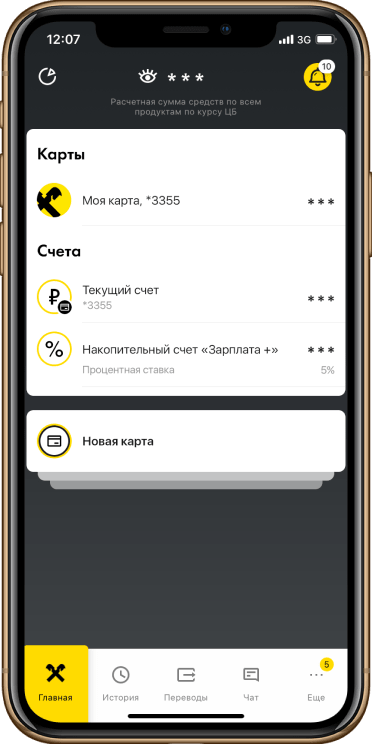 12:07
3G
* * *
10
Расчетная сумма средств по всем
продуктам по курсу ЦБ
Карты
Моя карта, *3355
* * *
Счета
Текущий счет
* * *
*3355
Накопительный счет «Зарплата +»
* * *
Процентная ставка
5%
Новая карта
5
Главная
История
Переводы
Чат
Еще